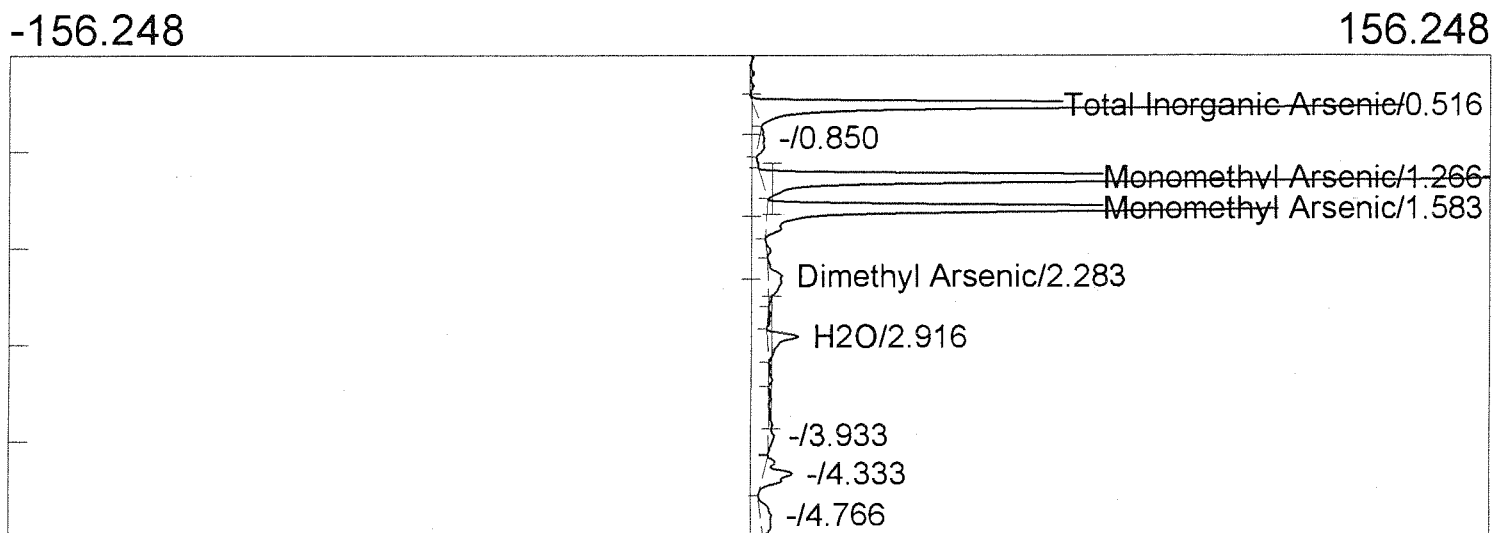 -156.248 156.248
Total Inorganic Arsenic/0.516
-/0.850
Monomethyl Arsenic/1.266
Monomethyl Arsenic/1.583
Dimethyl Arsenic/2.283
H2O/2.916
-/3.933
-/4.333
-/4.766